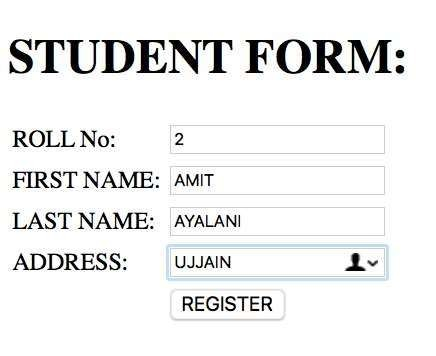 STUDENT FORM:
ROLL No: 2
FIRST NAME: AMIT
LAST NAME: AYALANI
ADDRESS: UJJAIN
REGISTER